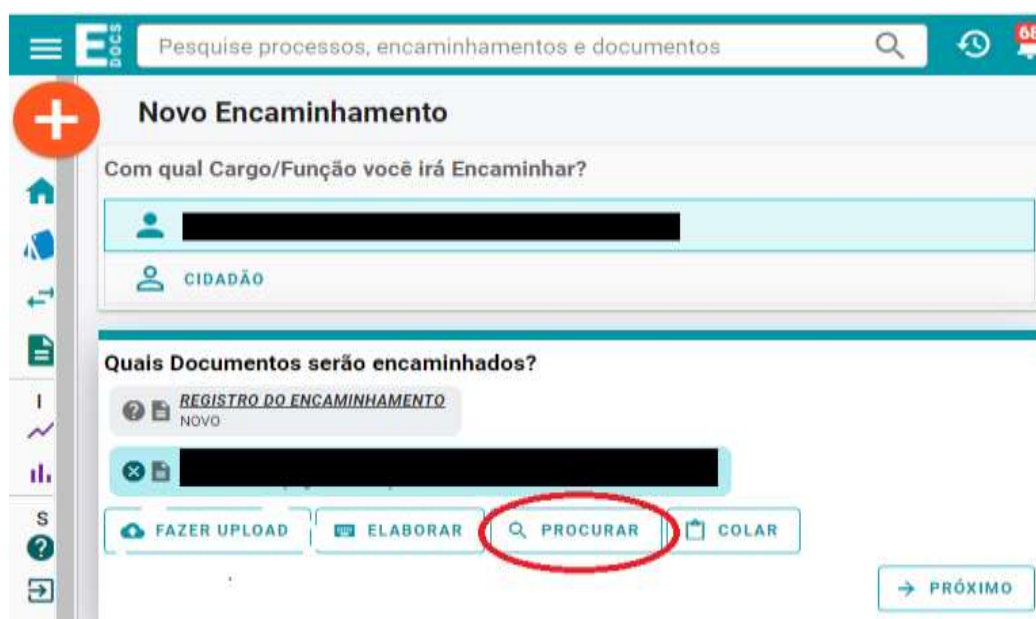 E DOCS Pesquise processos, encaminhamentos e documentos 68
Novo Encaminhamento
Com qual Cargo/Função você irá Encaminhar?
CIDADÃO
Quais Documentos serão encaminhados?
REGISTRO DO ENCAMINHAMENTO
NOVO
I
S
FAZER UPLOAD ELABORAR PROCURAR COLAR
PRÓXIMO